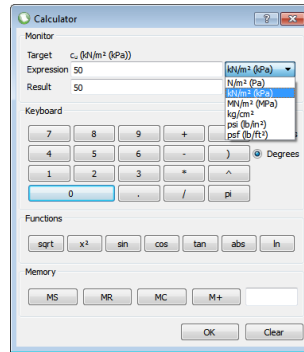 Calculator
Monitor
Target cᵤ (kN/m² (kPa))
Expression 50 kN/m² (kPa)
N/m² (Pa)
Result 50 kN/m² (kPa)
MN/m² (MPa)
kg/cm²
psi (lb/in²)
psf (lb/ft²)
Keyboard
7 8 9 +
4 5 6 - ) Degrees
1 2 3 * ^
0 . / pi
Functions
sqrt x² sin cos tan abs ln
Memory
MS MR MC M+
OK Clear